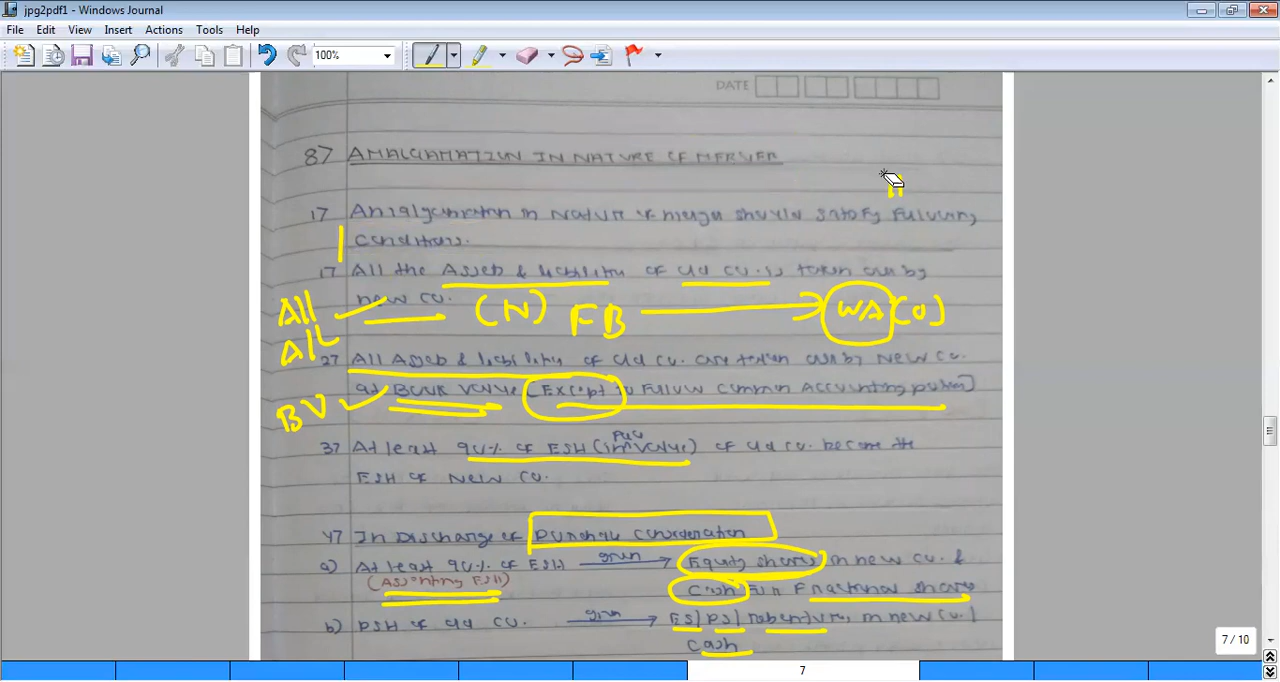 jpg2pdf1 - Windows Journal
File Edit View Insert Actions Tools Help
100%
DATE
8) AMALGAMATION IN NATURE OF MERGER
1) Amalgamation in Nature of merger should satisfy following
conditions.
1) All the Assets & liability of old co. is taken over by
new co. (N) FB → WA (O)
All
All
2) All Assets & liability of old co. are taken over by New co.
at Book value [Except to Follow common Accounting policies]
BV
3) At least 90% of ESH (in value) of old co. become the
ESH of New co.
4) In Discharge of purchase consideration
a) At least 90% of ESH given → Equity shares in new co. &
(Assenting ESH) cash for Fractional shares
b) PSH of old co. given → ES/PS/Debenture, in new co./
cash
7 / 10
7